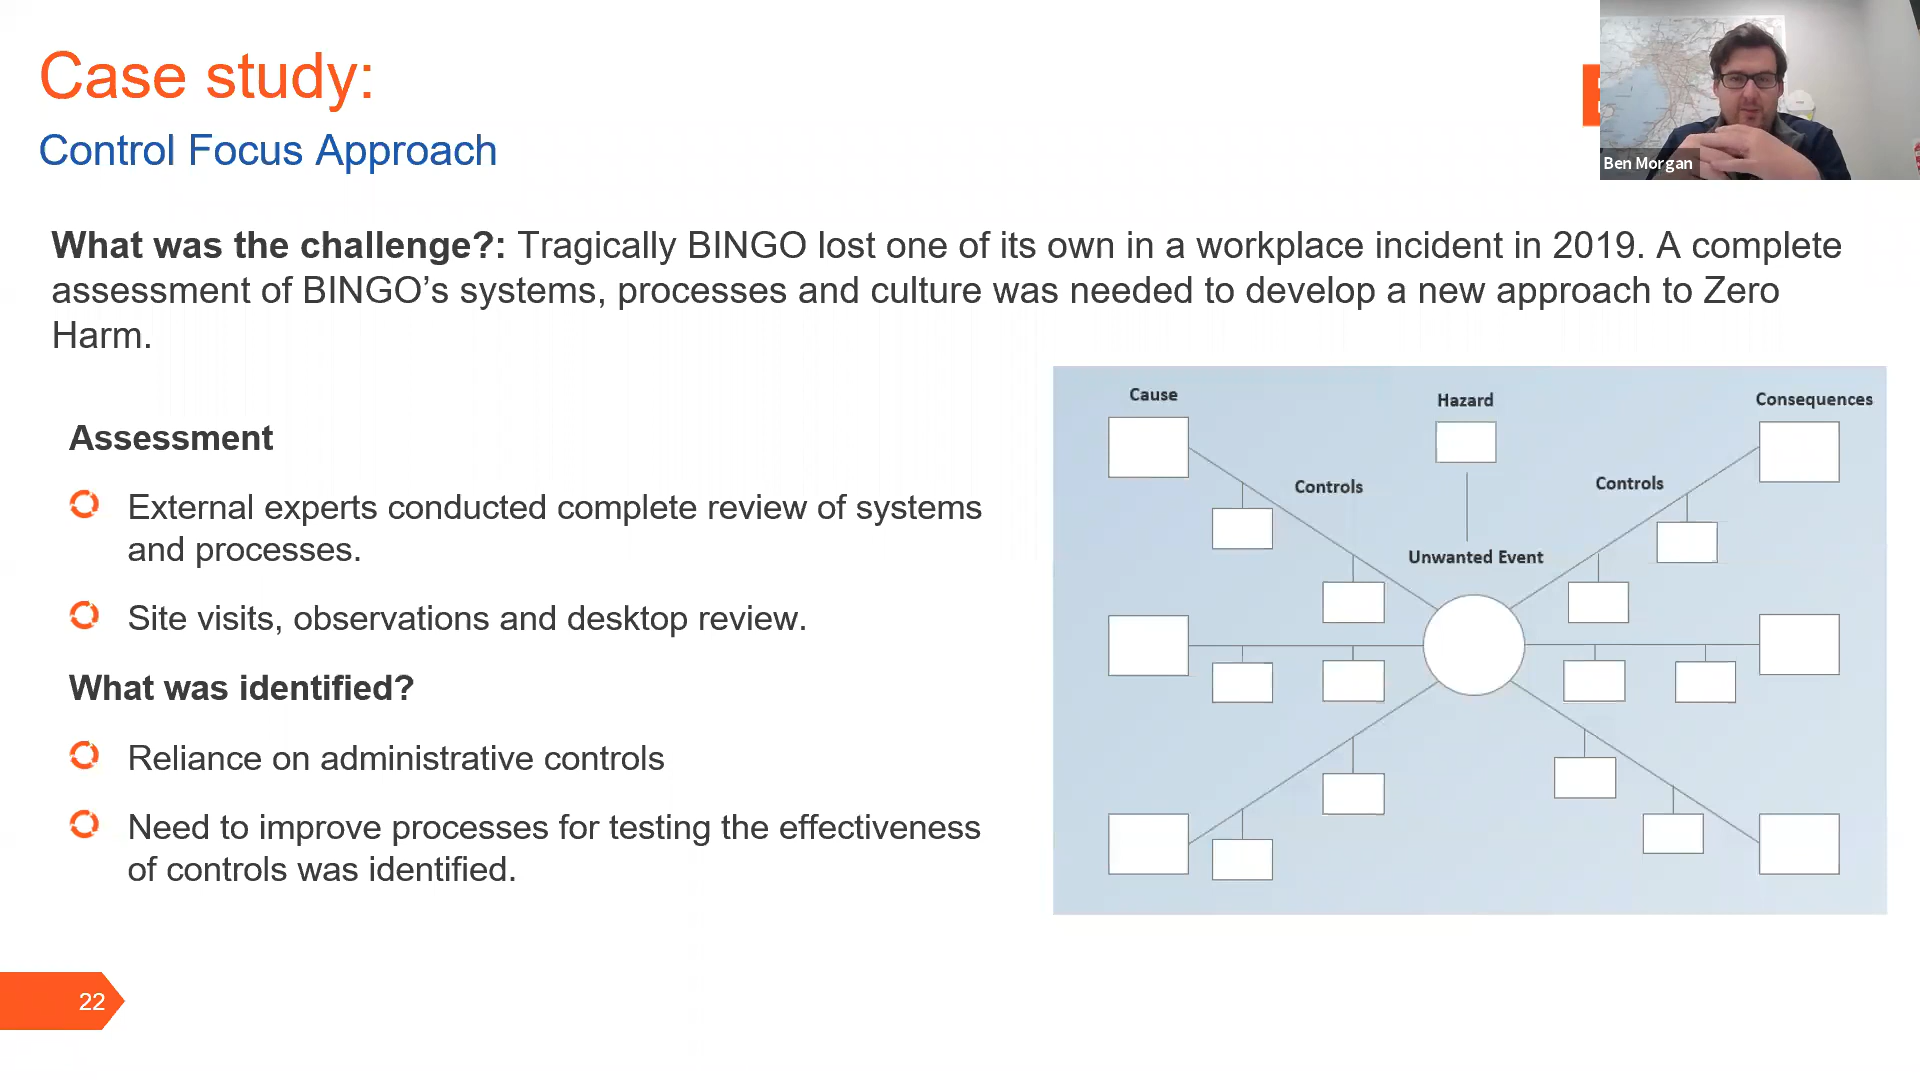 Case study:
Control Focus Approach
Ben Morgan
What was the challenge?: Tragically BINGO lost one of its own in a workplace incident in 2019. A complete
assessment of BINGO’s systems, processes and culture was needed to develop a new approach to Zero
Harm.
Assessment
External experts conducted complete review of systems
and processes.
Site visits, observations and desktop review.
What was identified?
Reliance on administrative controls
Need to improve processes for testing the effectiveness
of controls was identified.
Cause
Hazard
Consequences
Controls
Controls
Unwanted Event
22